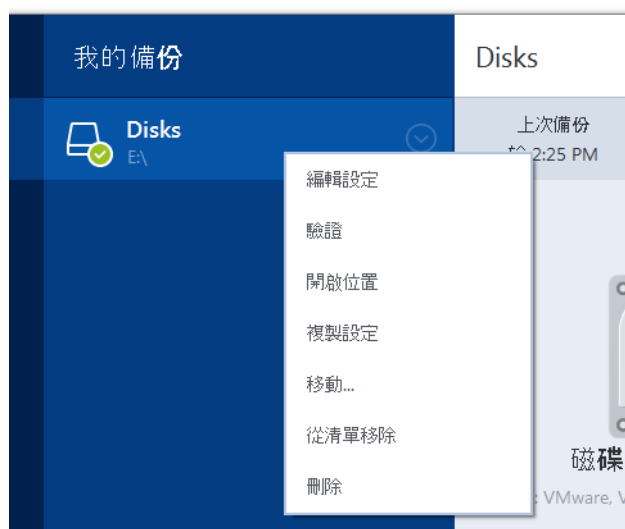 我的備份
Disks
E:\
Disks
上次備份
2:25 PM
編輯設定
驗證
開啟位置
複製設定
移動...
從清單移除
刪除
磁碟
: VMware,